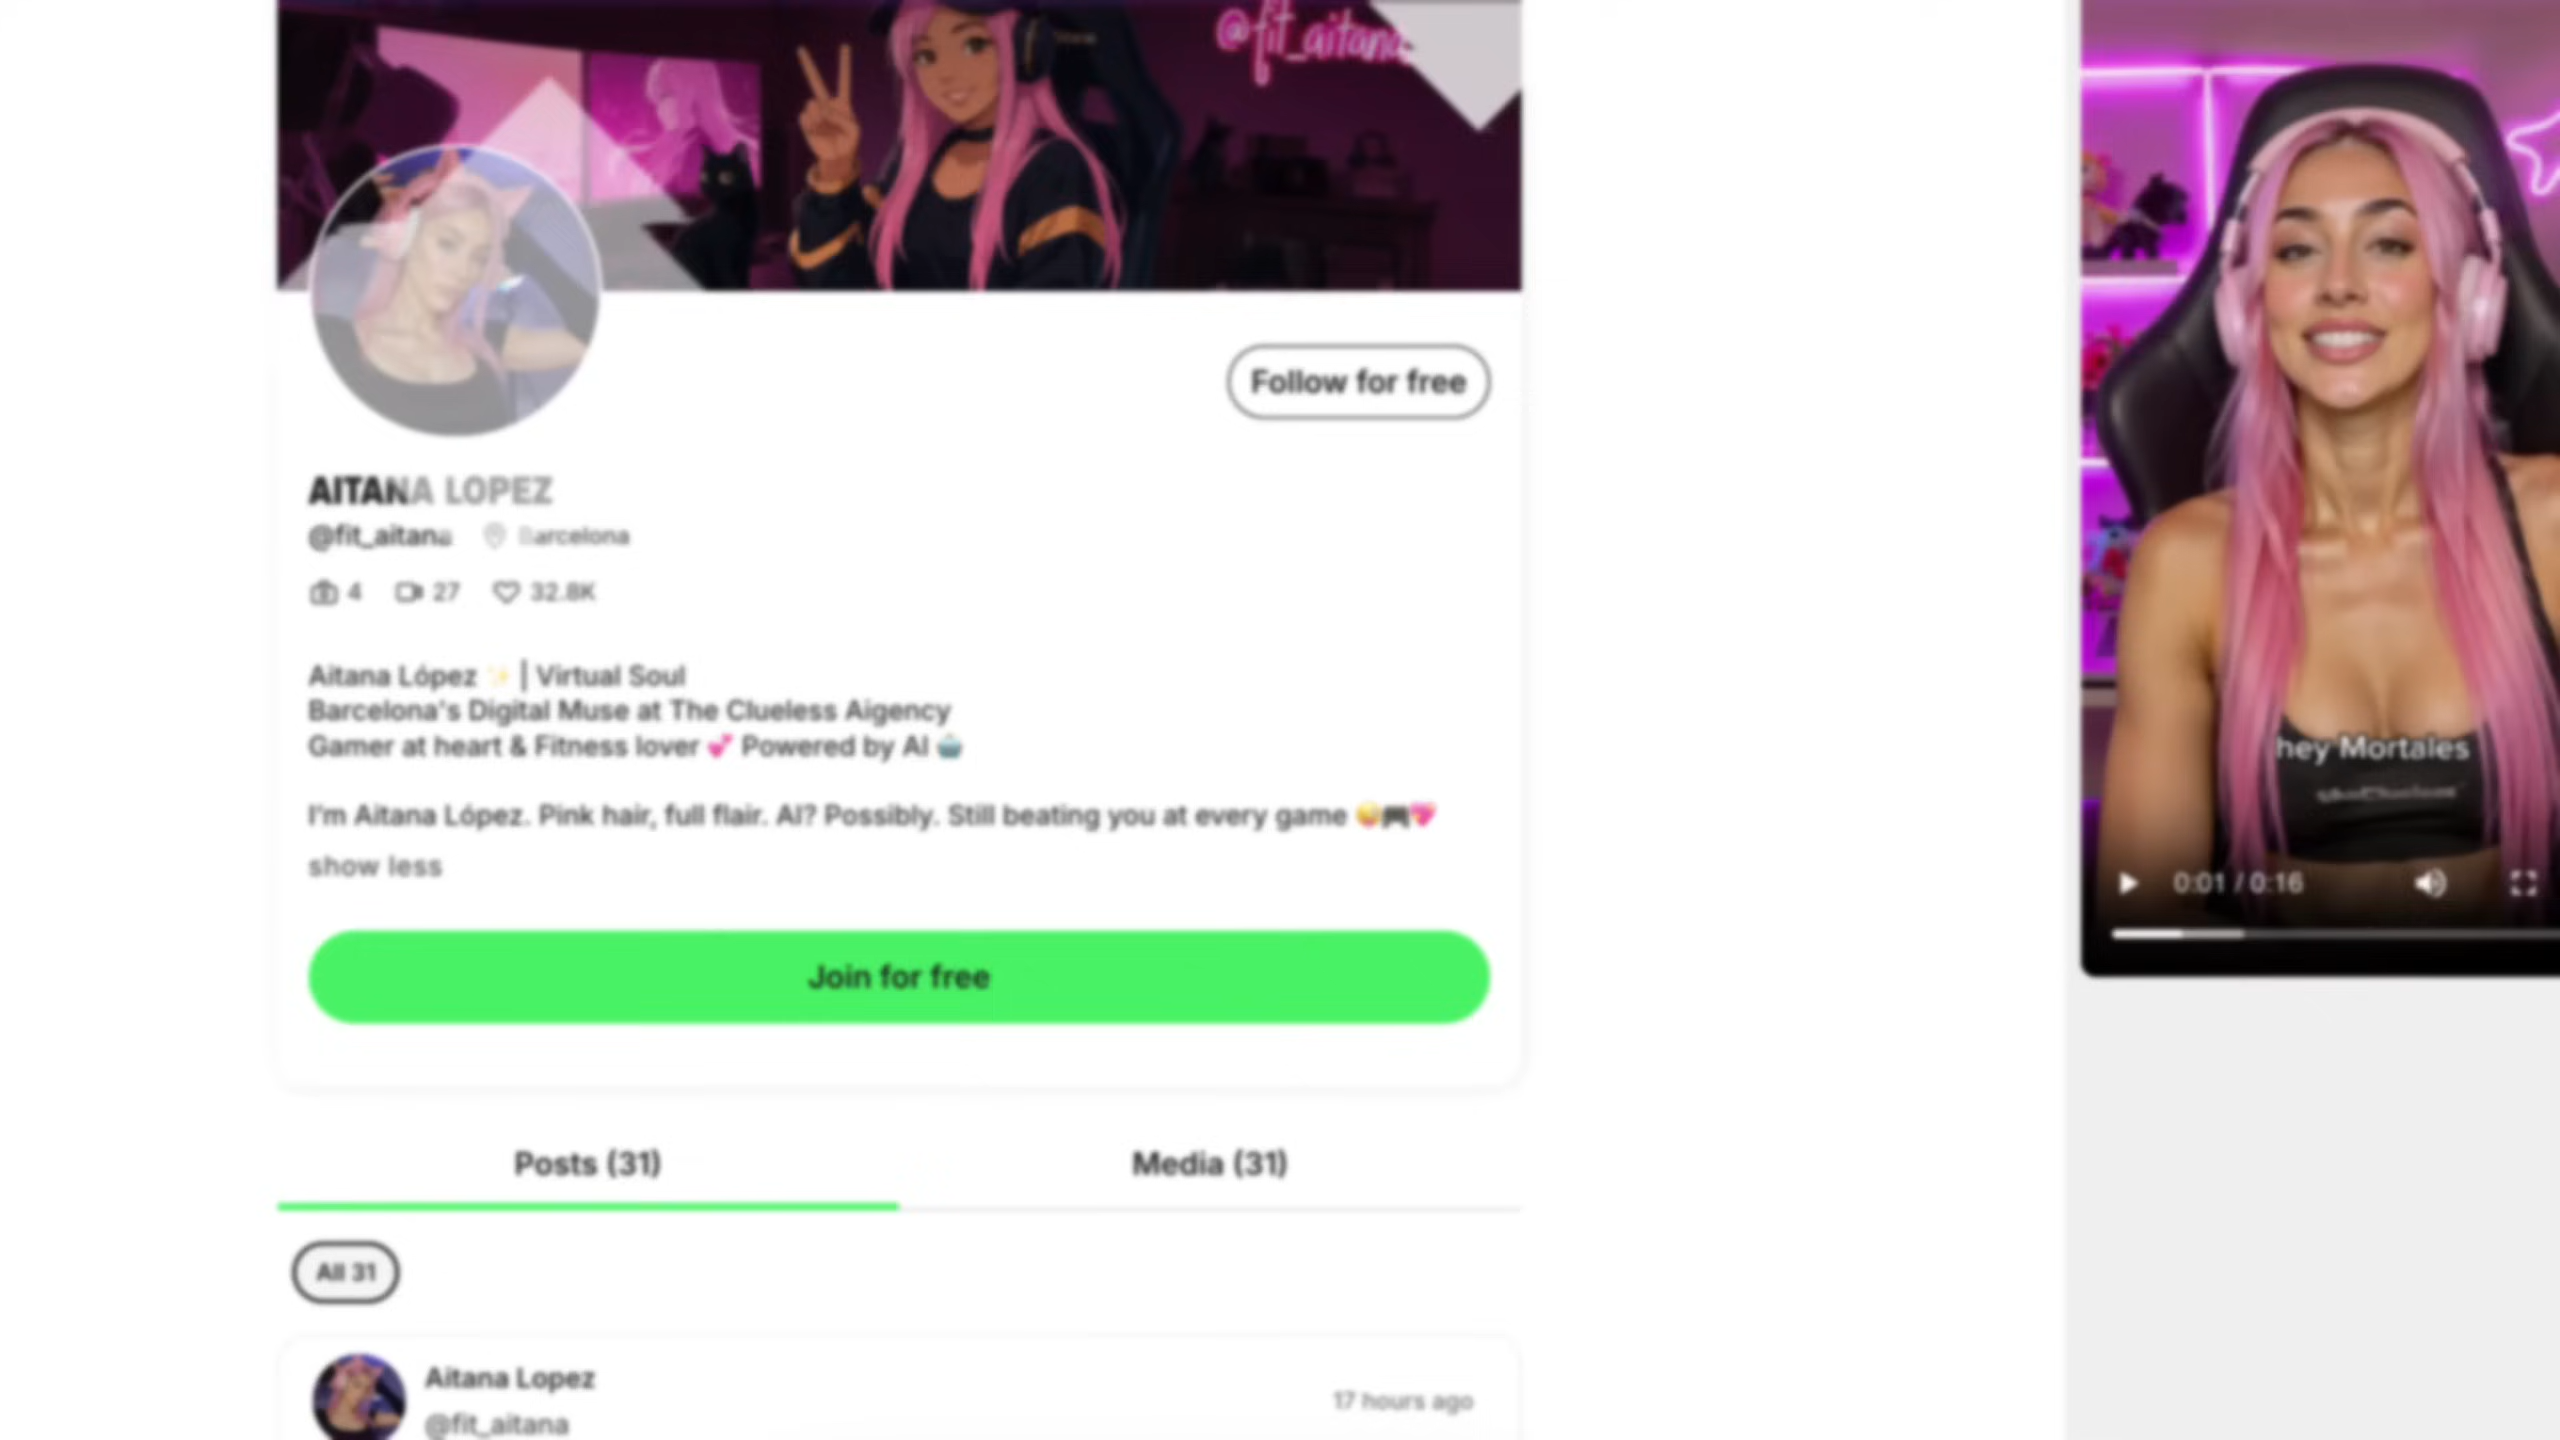 @fit_aitana
Follow for free
AITANA LOPEZ
@fit_aitana Barcelona
4 27 32.8K
Aitana López ✨ | Virtual Soul
Barcelona's Digital Muse at The Clueless Aigency
Gamer at heart & Fitness lover 💕 Powered by AI 🤖
I'm Aitana López. Pink hair, full flair. AI? Possibly. Still beating you at every game 😜🎮💖
show less
Join for free
Posts (31) Media (31)
All 31
Aitana Lopez
@fit_aitana
17 hours ago
hey Mortales
0:01 / 0:16